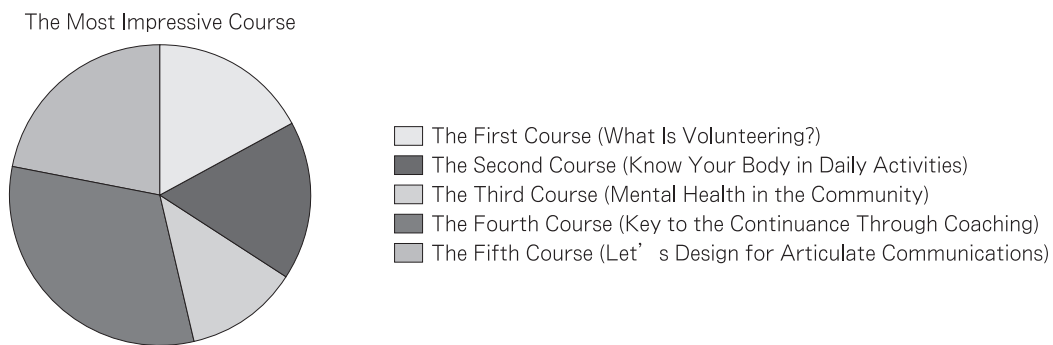 The Most Impressive Course
The First Course (What Is Volunteering?)
The Second Course (Know Your Body in Daily Activities)
The Third Course (Mental Health in the Community)
The Fourth Course (Key to the Continuance Through Coaching)
The Fifth Course (Let’s Design for Articulate Communications)